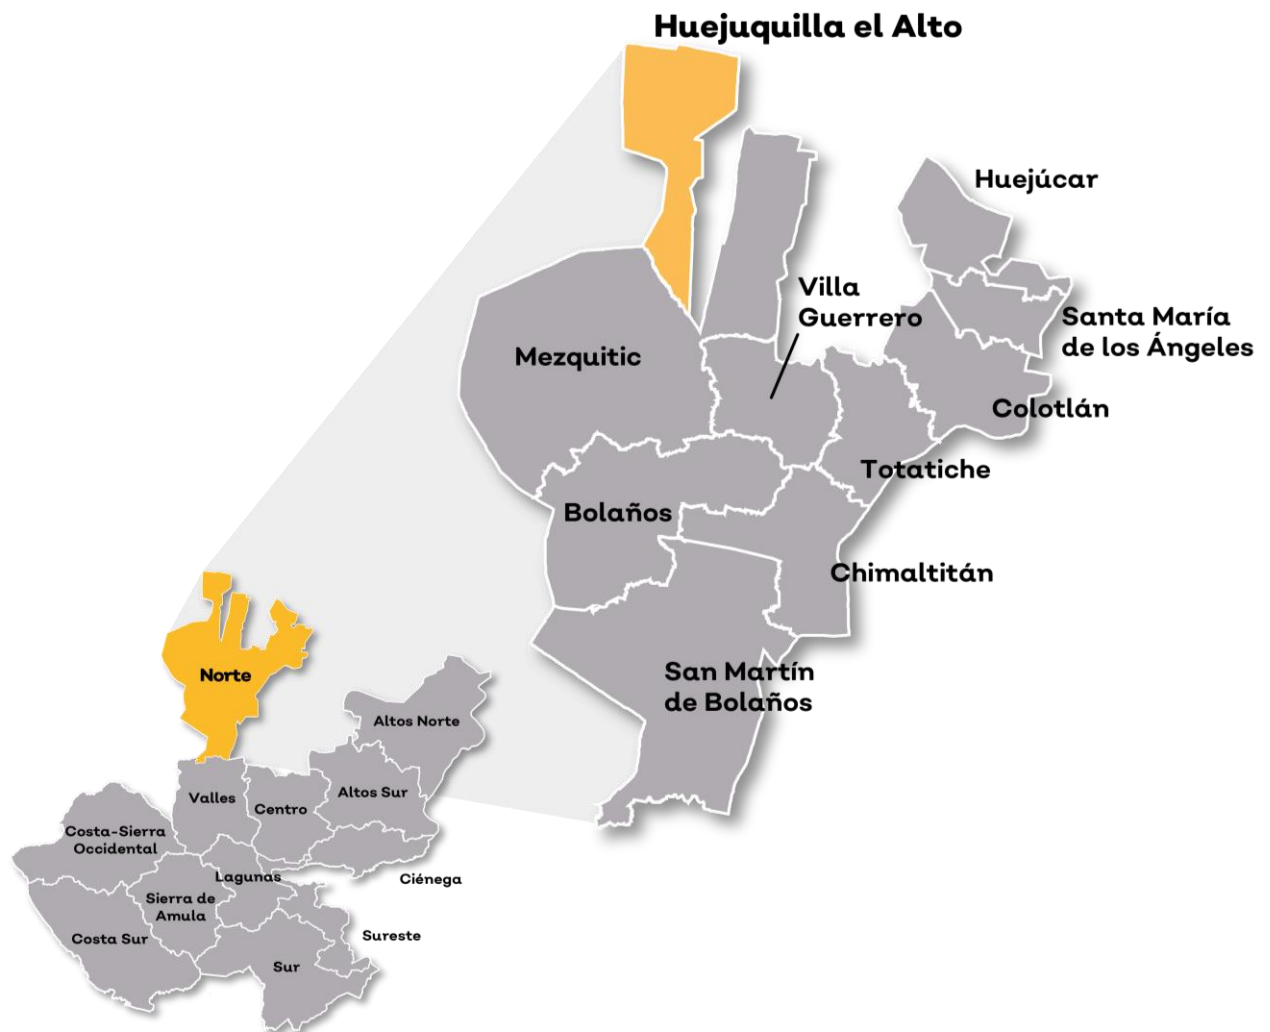 Huejuquilla el Alto
Huejúcar
Villa
Guerrero
Santa María
de los Ángeles
Mezquitic
Colotlán
Totatiche
Bolaños
Chimaltitán
San Martín
de Bolaños
Norte
Altos Norte
Altos Sur
Valles
Centro
Costa-Sierra
Occidental
Lagunas
Ciénega
Sierra de
Amula
Sureste
Costa Sur
Sur